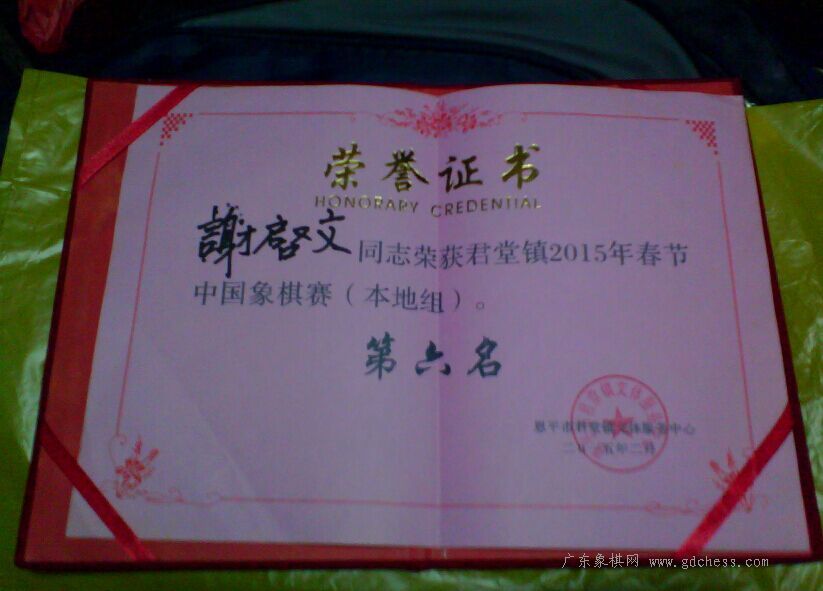 荣誉证书
HONORARY CREDENTIAL
謝启文 同志荣获君堂镇2015年春节
中国象棋赛(本地组)。
第六名
恩平市君堂镇文体服务中心
二〇一五年二月
广东象棋网 www.gdchess.com